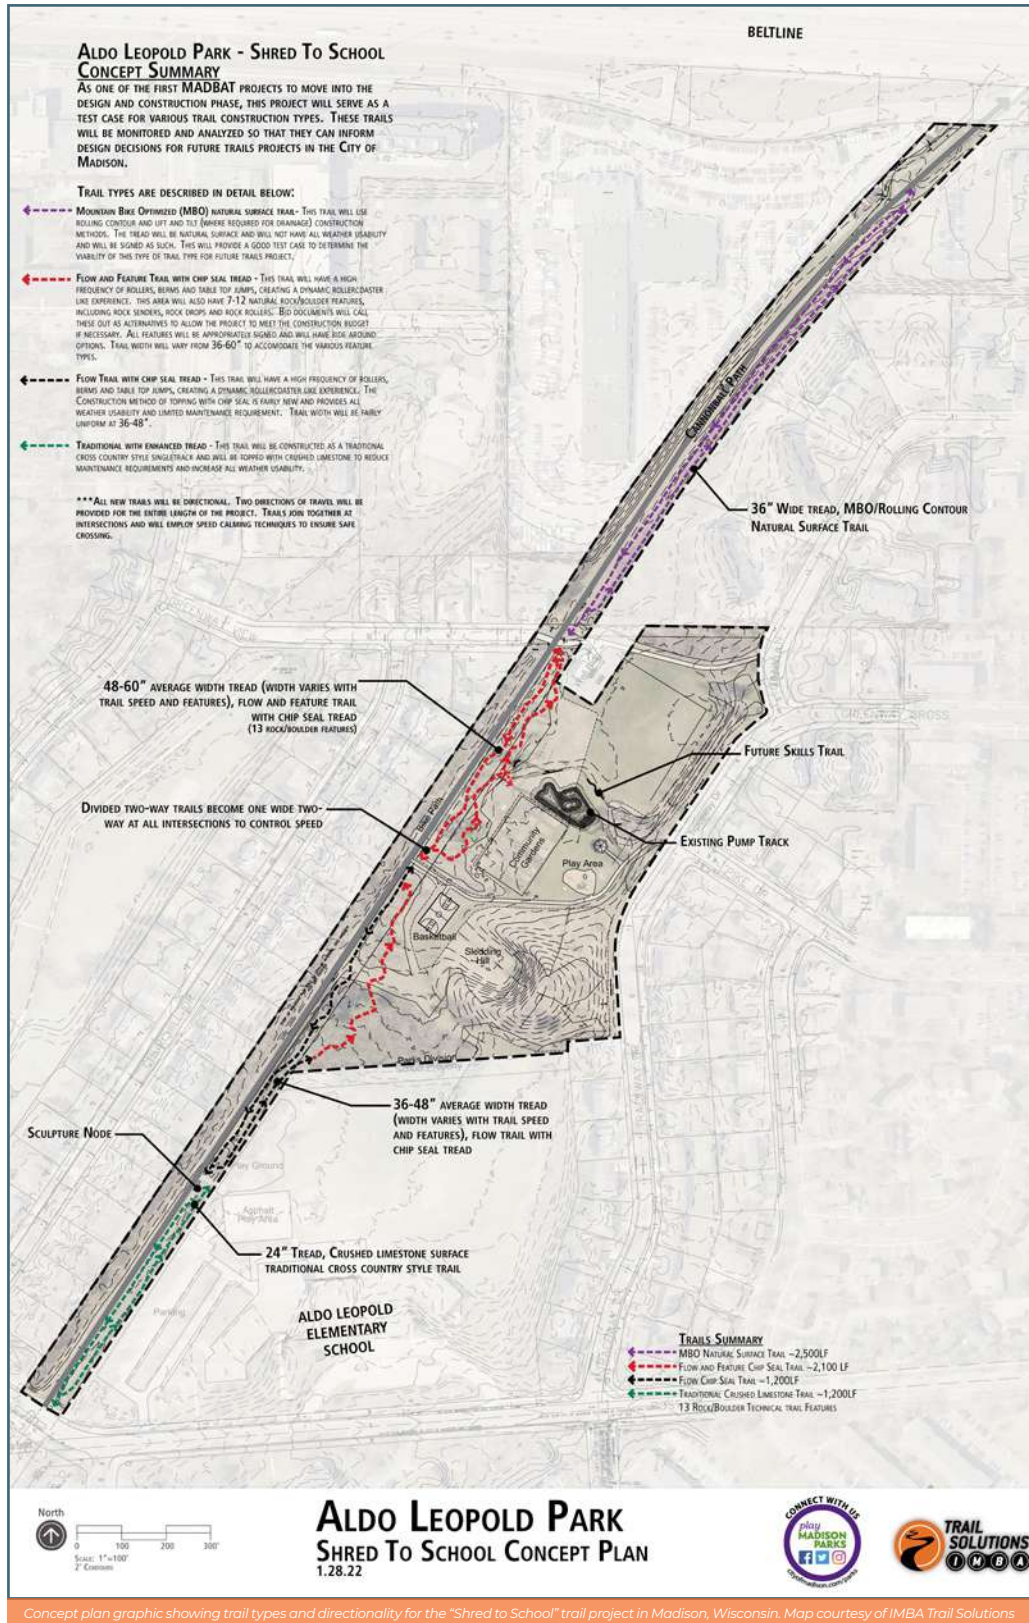 BELTLINE
ALDO LEOPOLD PARK - SHRED TO SCHOOL
CONCEPT SUMMARY
AS ONE OF THE FIRST MADBAT PROJECTS TO MOVE INTO THE
DESIGN AND CONSTRUCTION PHASE, THIS PROJECT WILL SERVE AS A
TEST CASE FOR VARIOUS TRAIL CONSTRUCTION TYPES. THESE TRAILS
WILL BE MONITORED AND ANALYZED SO THAT THEY CAN INFORM
DESIGN DECISIONS FOR FUTURE TRAILS PROJECTS IN THE CITY OF
MADISON.
TRAIL TYPES ARE DESCRIBED IN DETAIL BELOW:
MOUNTAIN BIKE OPTIMIZED (MBO) NATURAL SURFACE TRAIL- THIS TRAIL WILL USE
ROLLING CONTOUR AND LIFT AND TILT (WHERE REQUIRED FOR DRAINAGE) CONSTRUCTION
METHODS. THE TREAD WILL BE NATURAL SURFACE AND WILL NOT HAVE ALL WEATHER USABILITY
AND WILL BE SIGNED AS SUCH. THIS WILL PROVIDE A GOOD TEST CASE TO DETERMINE THE
VIABILITY OF THIS TYPE OF TRAIL TYPE FOR FUTURE TRAILS PROJECT.
FLOW AND FEATURE TRAIL WITH CHIP SEAL TREAD - THIS TRAIL WILL HAVE A HIGH
FREQUENCY OF ROLLERS, BERMS AND TABLE TOP JUMPS, CREATING A DYNAMIC ROLLERCOASTER
LIKE EXPERIENCE. THIS AREA WILL ALSO HAVE 7-12 NATURAL ROCK/BOULDER FEATURES,
INCLUDING ROCK SENDERS, ROCK DROPS AND ROCK ROLLERS. BID DOCUMENTS WILL CALL
THESE OUT AS ALTERNATIVES TO ALLOW THE PROJECT TO MEET THE CONSTRUCTION BUDGET
IF NECESSARY. ALL FEATURES WILL BE APPROPRIATELY SIGNED AND WILL HAVE RIDE AROUND
OPTIONS. TRAIL WIDTH WILL VARY FROM 36-60" TO ACCOMODATE THE VARIOUS FEATURE
TYPES.
FLOW TRAIL WITH CHIP SEAL TREAD - THIS TRAIL WILL HAVE A HIGH FREQUENCY OF ROLLERS,
BERMS AND TABLE TOP JUMPS, CREATING A DYNAMIC ROLLERCOASTER LIKE EXPERIENCE. THE
CONSTRUCTION METHOD OF TOPPING WITH CHIP SEAL IS FAIRLY NEW AND PROVIDES ALL
WEATHER USABILITY AND LIMITED MAINTENANCE REQUIREMENT. TRAIL WIDTH WILL BE FAIRLY
UNIFORM AT 36-48".
TRADITIONAL WITH ENHANCED TREAD - THIS TRAIL WILL BE CONSTRUCTED AS A TRADITIONAL
CROSS COUNTRY STYLE SINGLETRACK AND WILL BE TOPPED WITH CRUSHED LIMESTONE TO REDUCE
MAINTENANCE REQUIREMENTS AND INCREASE ALL WEATHER USABILITY.
***ALL NEW TRAILS WILL BE DIRECTIONAL. TWO DIRECTIONS OF TRAVEL WILL BE
PROVIDED FOR THE ENTIRE LENGTH OF THE PROJECT. TRAILS JOIN TOGETHER AT
INTERSECTIONS AND WILL EMPLOY SPEED CALMING TECHNIQUES TO ENSURE SAFE
CROSSING.
CANNONBALL PATH
36" WIDE TREAD, MBO/ROLLING CONTOUR
NATURAL SURFACE TRAIL
48-60" AVERAGE WIDTH TREAD (WIDTH VARIES WITH
TRAIL SPEED AND FEATURES), FLOW AND FEATURE TRAIL
WITH CHIP SEAL TREAD
(13 ROCK/BOULDER FEATURES)
FUTURE SKILLS TRAIL
DIVIDED TWO-WAY TRAILS BECOME ONE WIDE TWO-
WAY AT ALL INTERSECTIONS TO CONTROL SPEED
Bike Path
EXISTING PUMP TRACK
Community
Gardens
Play Area
Basketball
Sledding
Hill
Parks Division
36-48" AVERAGE WIDTH TREAD
(WIDTH VARIES WITH TRAIL SPEED
AND FEATURES), FLOW TRAIL WITH
CHIP SEAL TREAD
SCULPTURE NODE
Play Ground
Asphalt
Play Area
24" TREAD, CRUSHED LIMESTONE SURFACE
TRADITIONAL CROSS COUNTRY STYLE TRAIL
Parking
ALDO LEOPOLD
ELEMENTARY
SCHOOL
TRAILS SUMMARY
MBO NATURAL SURFACE TRAIL ~2,500LF
FLOW AND FEATURE CHIP SEAL TRAIL ~2,100 LF
FLOW CHIP SEAL TRAIL ~1,200LF
TRADITIONAL CRUSHED LIMESTONE TRAIL ~1,200LF
13 ROCK/BOULDER TECHNICAL TRAIL FEATURES
North
0 100 200 300'
SCALE: 1"=100'
2' CONTOURS
ALDO LEOPOLD PARK
SHRED TO SCHOOL CONCEPT PLAN
1.28.22
CONNECT WITH US
play
MADISON
PARKS
cityofmadison.com/parks
TRAIL
SOLUTIONS
IMBA
Concept plan graphic showing trail types and directionality for the "Shred to School" trail project in Madison, Wisconsin. Map courtesy of IMBA Trail Solutions